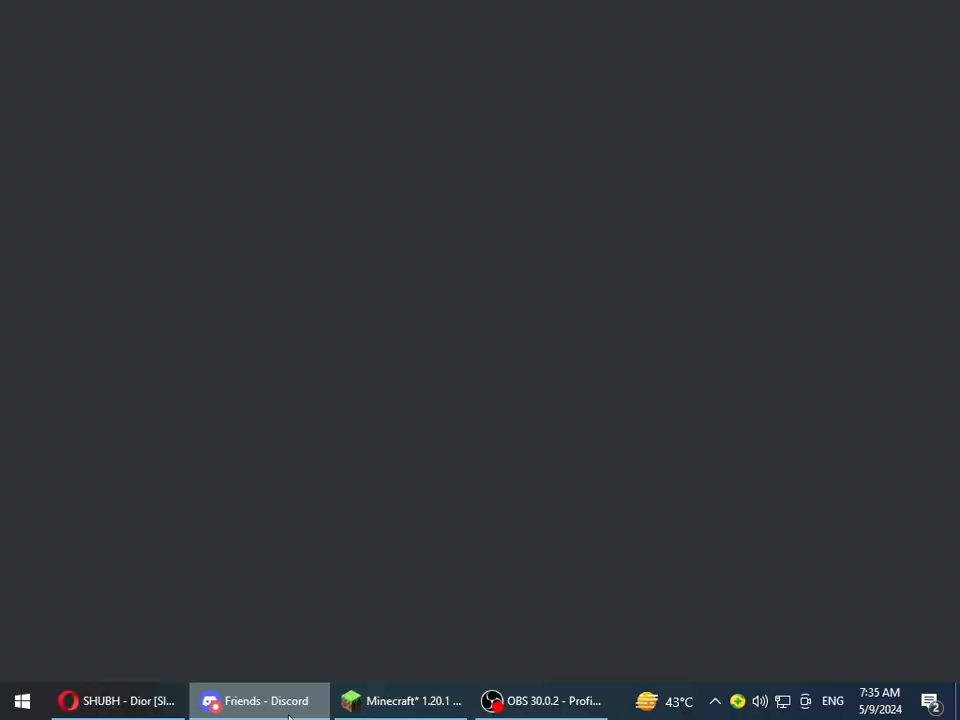 SHUBH - Dior [Sl...
Friends - Discord
Minecraft* 1.20.1 ...
OBS 30.0.2 - Profi...
43°C
ENG
7:35 AM
5/9/2024
2